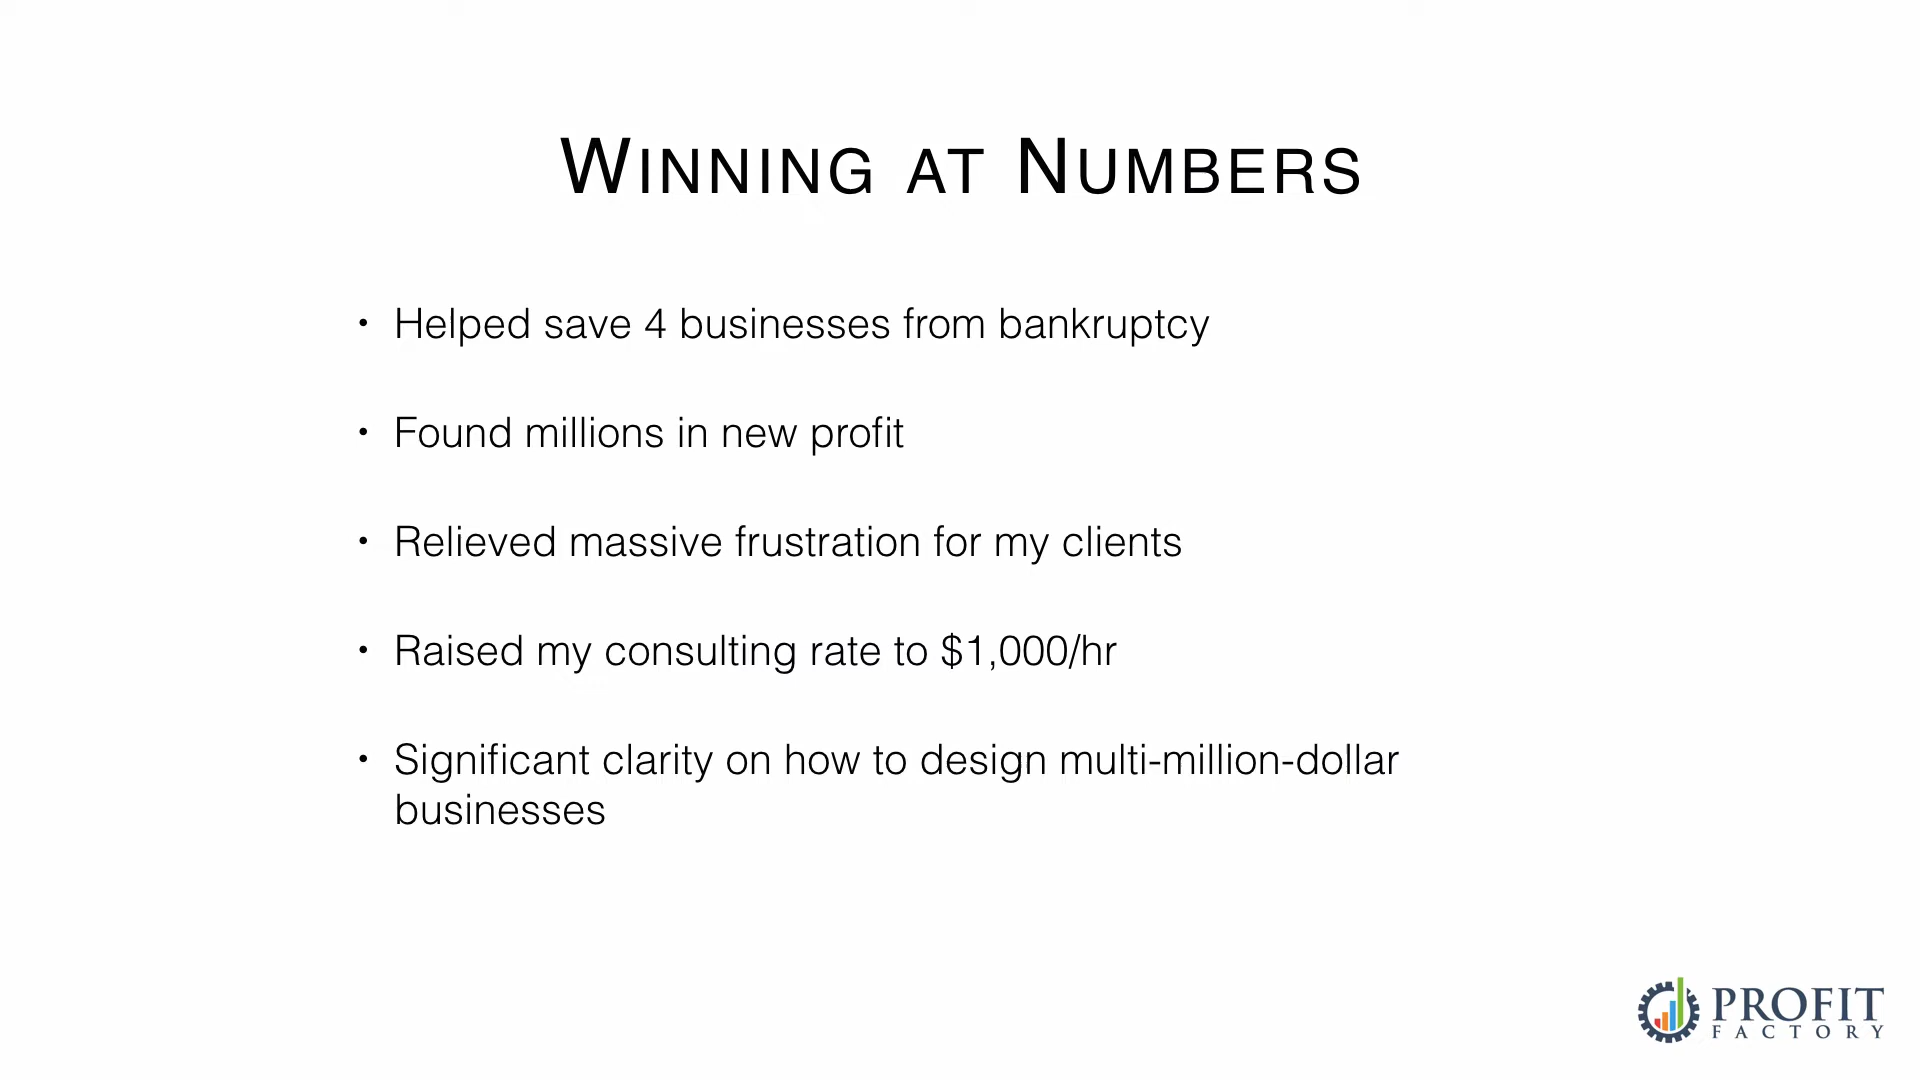 WINNING AT NUMBERS
• Helped save 4 businesses from bankruptcy
• Found millions in new profit
• Relieved massive frustration for my clients
• Raised my consulting rate to $1,000/hr
• Significant clarity on how to design multi-million-dollar
businesses
PROFIT
FACTORY